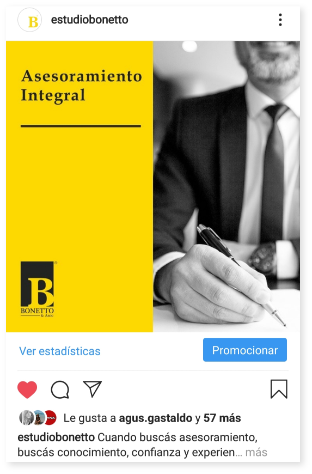 estudiobonetto
Asesoramiento
Integral
B
BONETTO
Ver estadísticas
Promocionar
Le gusta a agus.gastaldo y 57 más
estudiobonetto Cuando buscás asesoramiento,
buscás conocimiento, confianza y experien... más